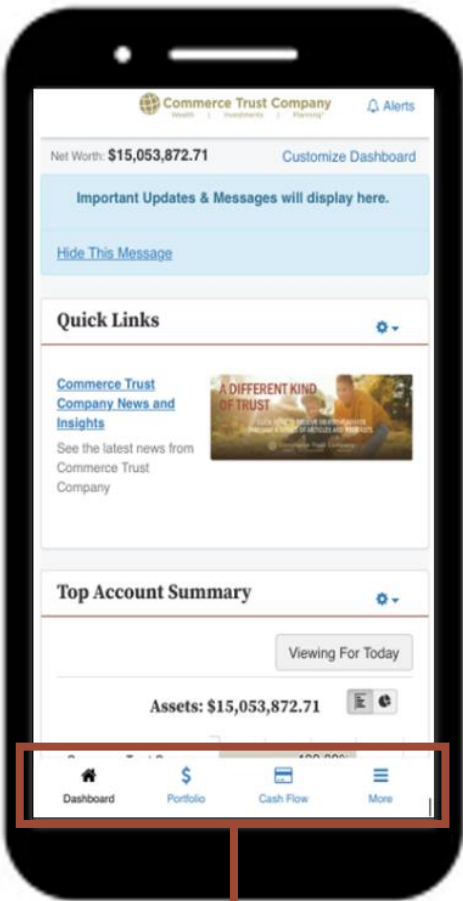 Commerce Trust Company
Wealth | Investments | Planning
Alerts
Net Worth: $15,053,872.71
Customize Dashboard
Important Updates & Messages will display here.
Hide This Message
Quick Links
Commerce Trust
Company News and
Insights
See the latest news from
Commerce Trust
Company
A DIFFERENT KIND
OF TRUST
Commerce Trust Company
Top Account Summary
Viewing For Today
Assets: $15,053,872.71
Dashboard
Portfolio
Cash Flow
More